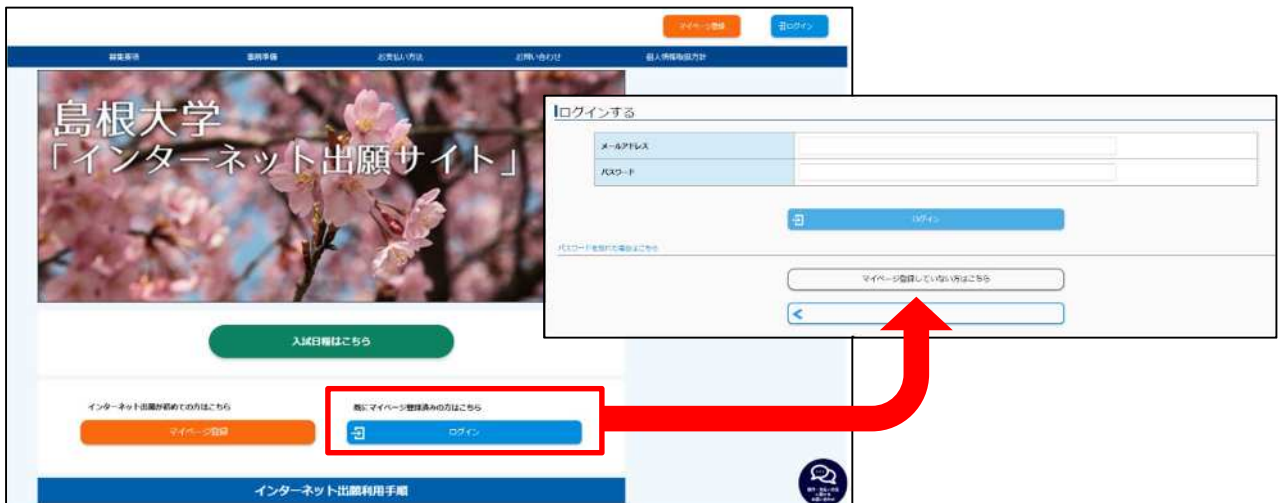 マイページ登録
ログイン
募集要項
事前準備
お支払い方法
お問い合わせ
個人情報取扱方針
島根大学
「インターネット出願サイト」
入試日程はこちら
インターネット出願が初めての方はこちら
既にマイページ登録済みの方はこちら
マイページ登録
ログイン
インターネット出願利用手順
ログインする
メールアドレス
パスワード
ログイン
パスワードを忘れた場合はこちら
マイページ登録していない方はこちら